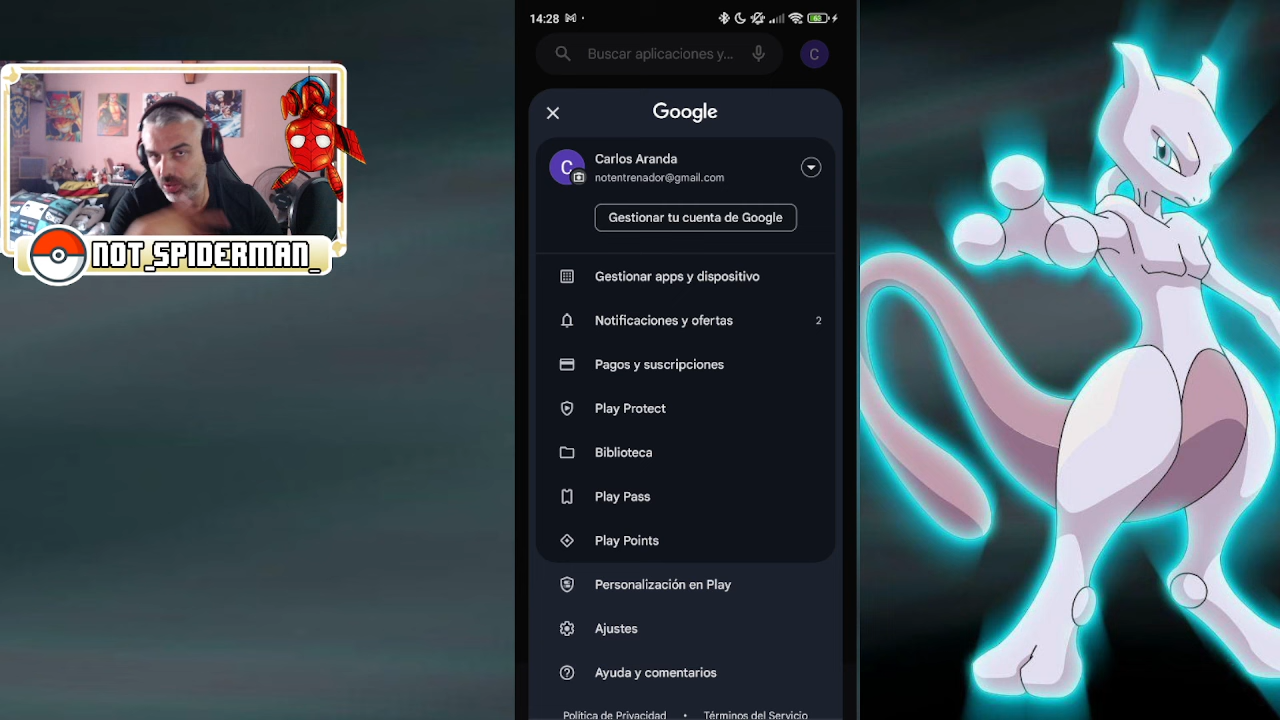 14:28
63
Buscar aplicaciones y...
C
Google
C
Carlos Aranda
notentrenador@gmail.com
Gestionar tu cuenta de Google
Gestionar apps y dispositivo
Notificaciones y ofertas 2
Pagos y suscripciones
Play Protect
Biblioteca
Play Pass
Play Points
Personalización en Play
Ajustes
Ayuda y comentarios
Política de Privacidad • Términos del Servicio
NOT_SPIDERMAN_